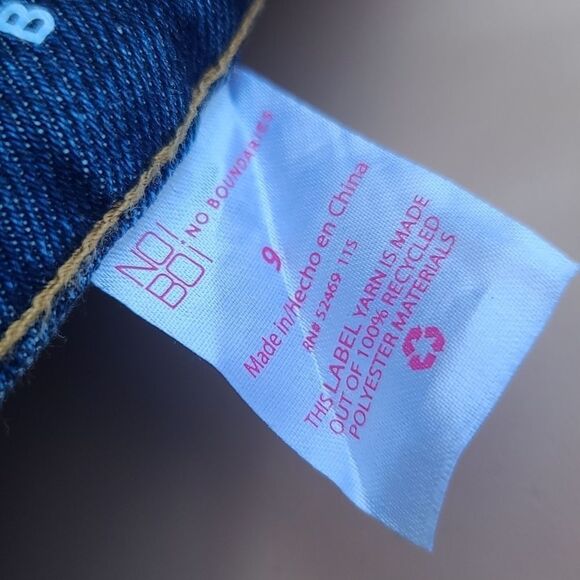 B
NO!
BO!
NO BOUNDARIES
9
Made in/Hecho en China
RN# 52469 115
THIS LABEL YARN IS MADE
OUT OF 100% RECYCLED
POLYESTER MATERIALS